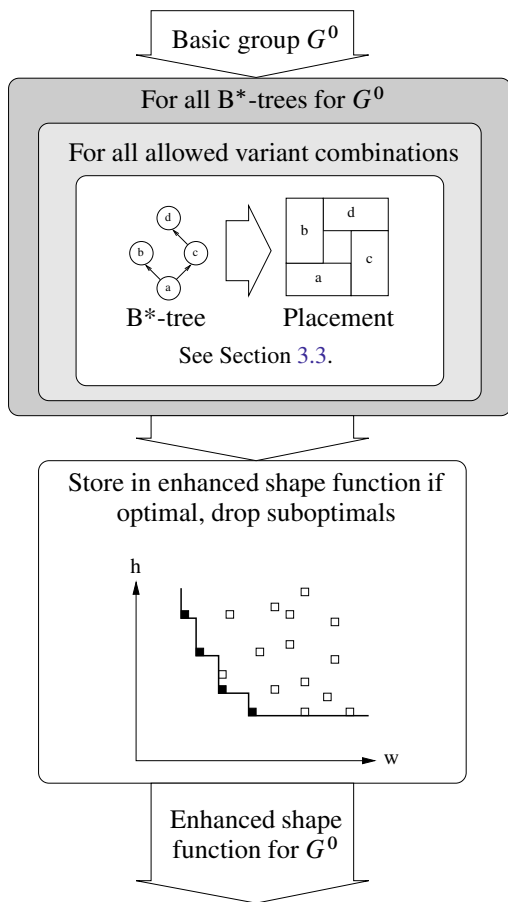 Basic group G⁰
For all B*-trees for G⁰
For all allowed variant combinations
d
b
c
a
d
b
c
a
B*-tree
Placement
See Section 3.3.
Store in enhanced shape function if
optimal, drop suboptimals
h
w
Enhanced shape
function for G⁰